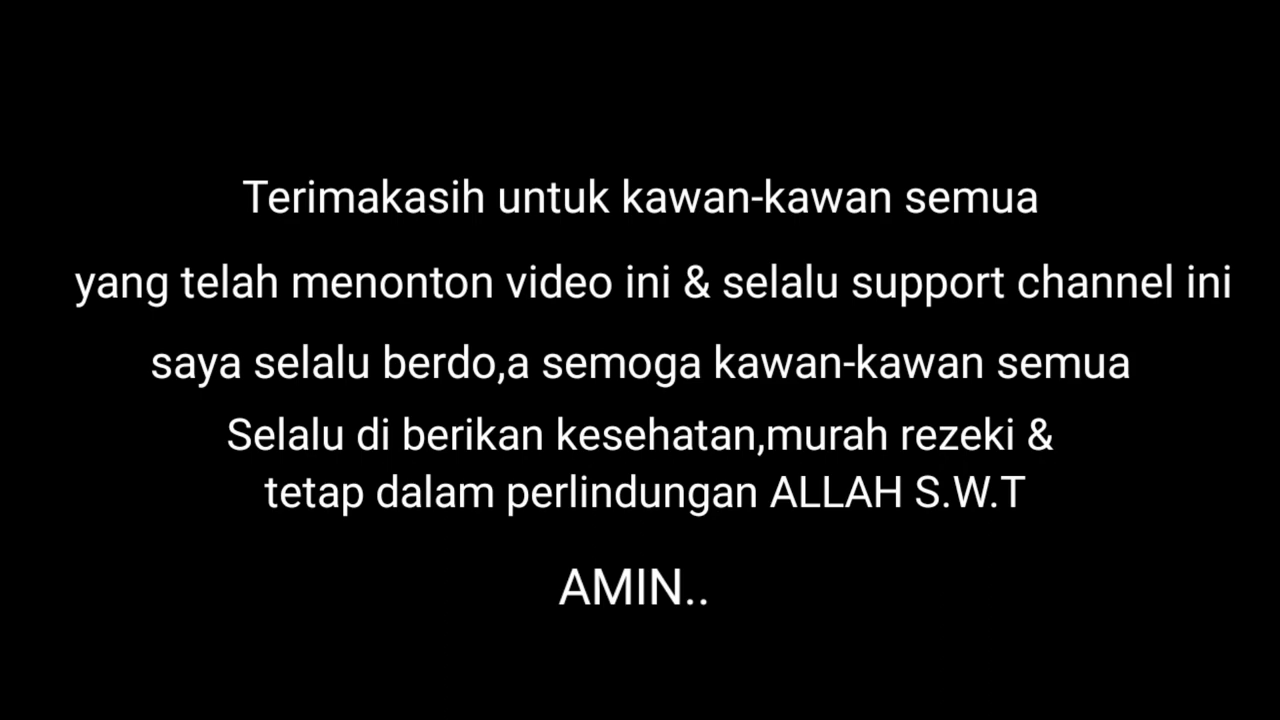 Terimakasih untuk kawan-kawan semua
yang telah menonton video ini & selalu support channel ini
saya selalu berdo,a semoga kawan-kawan semua
Selalu di berikan kesehatan,murah rezeki &
tetap dalam perlindungan ALLAH S.W.T
AMIN..